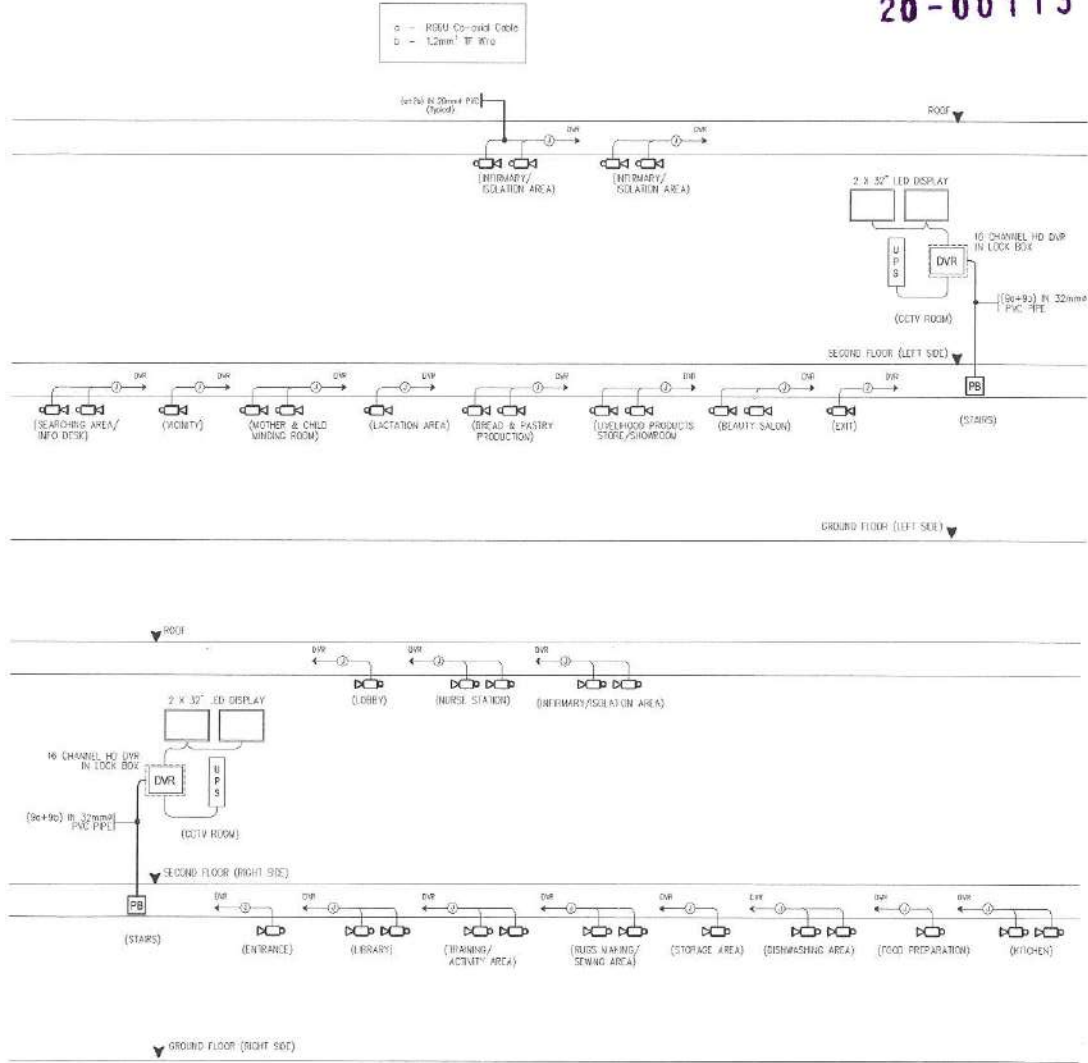 20-00115
a - RG6U Co-axial Cable
b - 1.2mm² TF Wire
IN 20mmø PVC
(Typical)
ROOF
DVR
DVR
(INFIRMARY/
ISOLATION AREA)
(INFIRMARY/
ISOLATION AREA)
2 X 32" LED DISPLAY
UPS
DVR
16 CHANNEL HD DVR
IN LOCK BOX
(9a+9b) IN 32mmø
PVC PIPE
(CCTV ROOM)
SECOND FLOOR (LEFT SIDE)
DVR
DVR
DVR
DVR
DVR
DVR
DVR
DVR
PB
(STAIRS)
(SEARCHING AREA/
INFO DESK)
(VICINITY)
(MOTHER & CHILD
MINDING ROOM)
(LACTATION AREA)
(BREAD & PASTRY
PRODUCTION)
(LIVELIHOOD PRODUCTS
STORE/SHOWROOM
(BEAUTY SALON)
(EXIT)
GROUND FLOOR (LEFT SIDE)
ROOF
DVR
DVR
DVR
(LOBBY)
(NURSE STATION)
(INFIRMARY/ISOLATION AREA)
2 X 32" LED DISPLAY
16 CHANNEL HD DVR
IN LOCK BOX
DVR
UPS
(9a+9b) IN 32mmø
PVC PIPE
(CCTV ROOM)
SECOND FLOOR (RIGHT SIDE)
PB
(STAIRS)
DVR
DVR
DVR
DVR
DVR
DVR
DVR
DVR
(ENTRANCE)
(LIBRARY)
(TRAINING/
ACTIVITY AREA)
(RUGS MAKING/
SEWING AREA)
(STORAGE AREA)
(DISHWASHING AREA)
(FOOD PREPARATION)
(KITCHEN)
GROUND FLOOR (RIGHT SIDE)